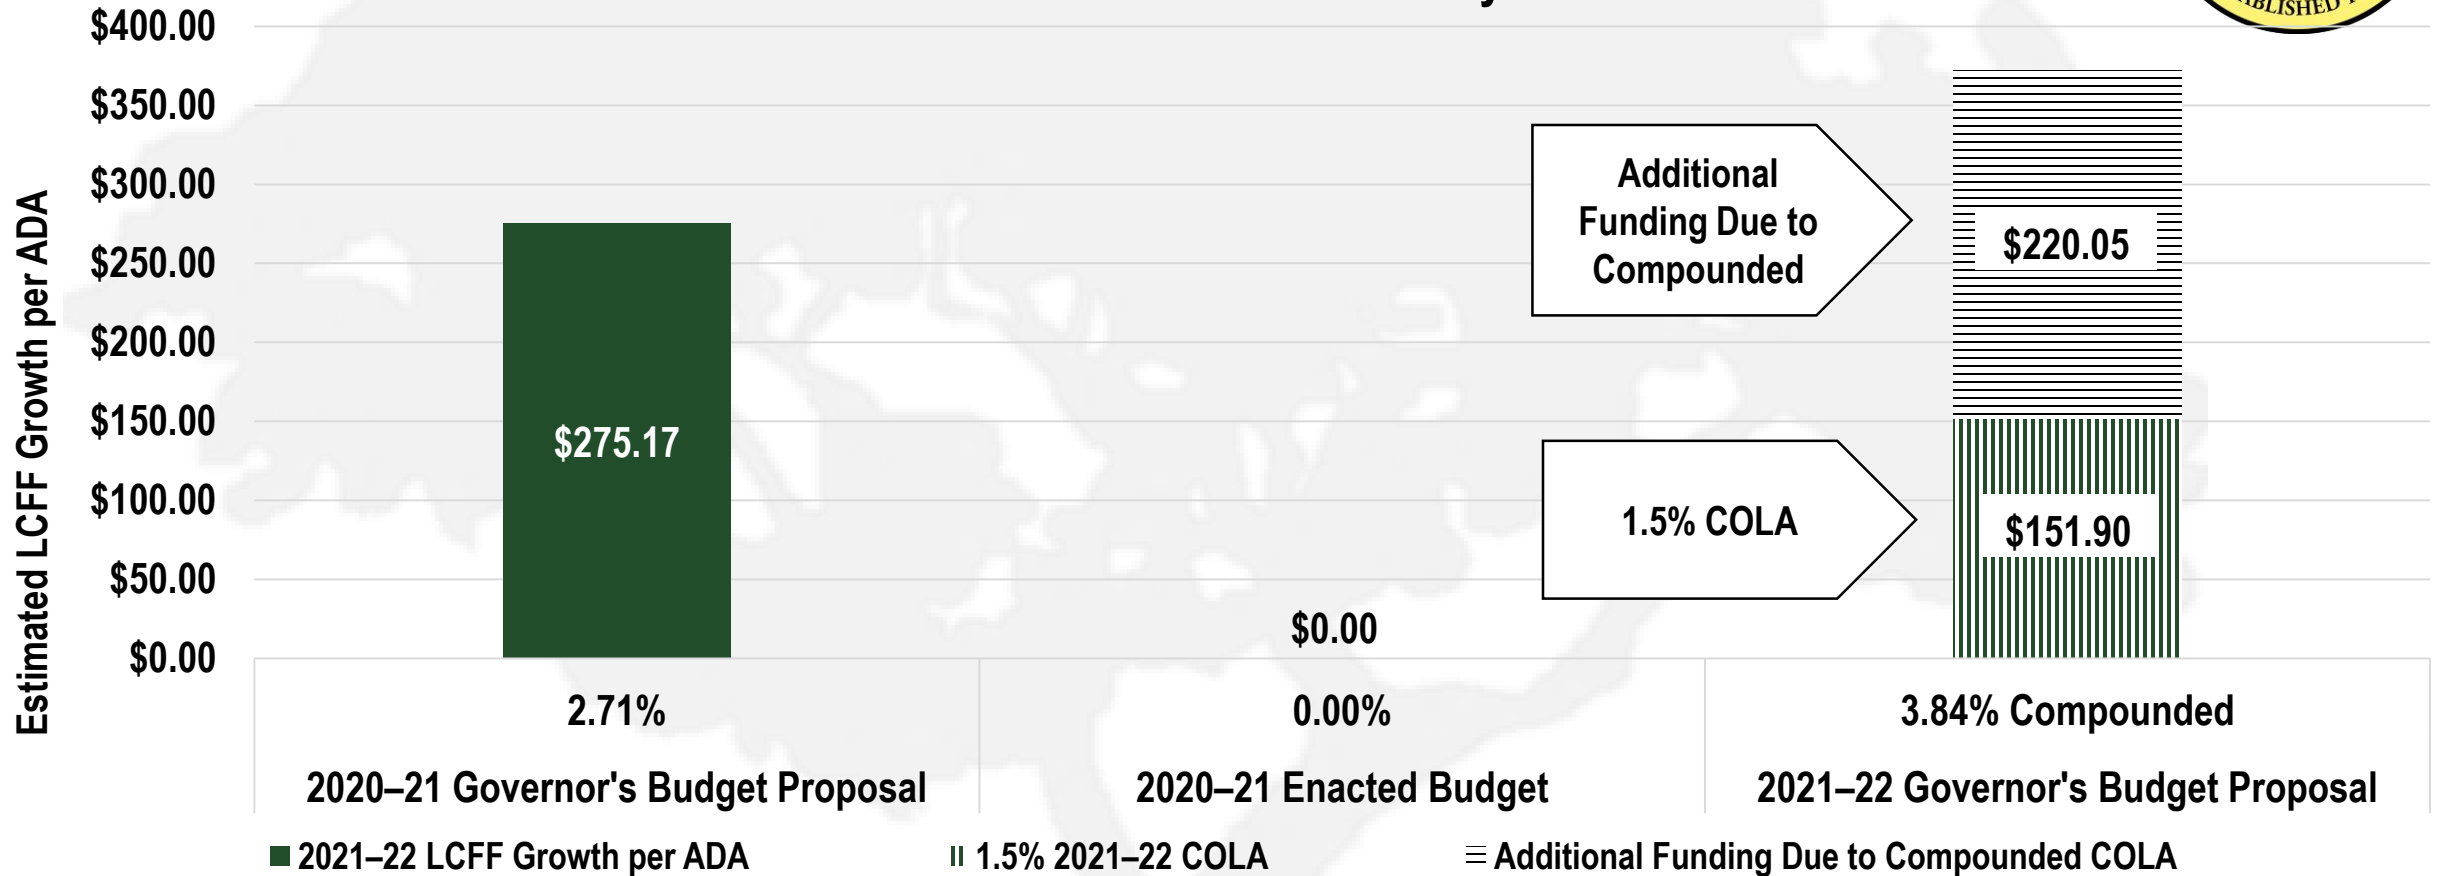 BLISHED
$400.00
$350.00
$300.00
$250.00
$200.00
$150.00
$100.00
$50.00
$0.00
Estimated LCFF Growth per ADA
$275.17
$0.00
Additional
Funding Due to
Compounded
1.5% COLA
$220.05
$151.90
2.71%
0.00%
3.84% Compounded
2020–21 Governor's Budget Proposal
2020–21 Enacted Budget
2021–22 Governor's Budget Proposal
2021–22 LCFF Growth per ADA
1.5% 2021–22 COLA
Additional Funding Due to Compounded COLA